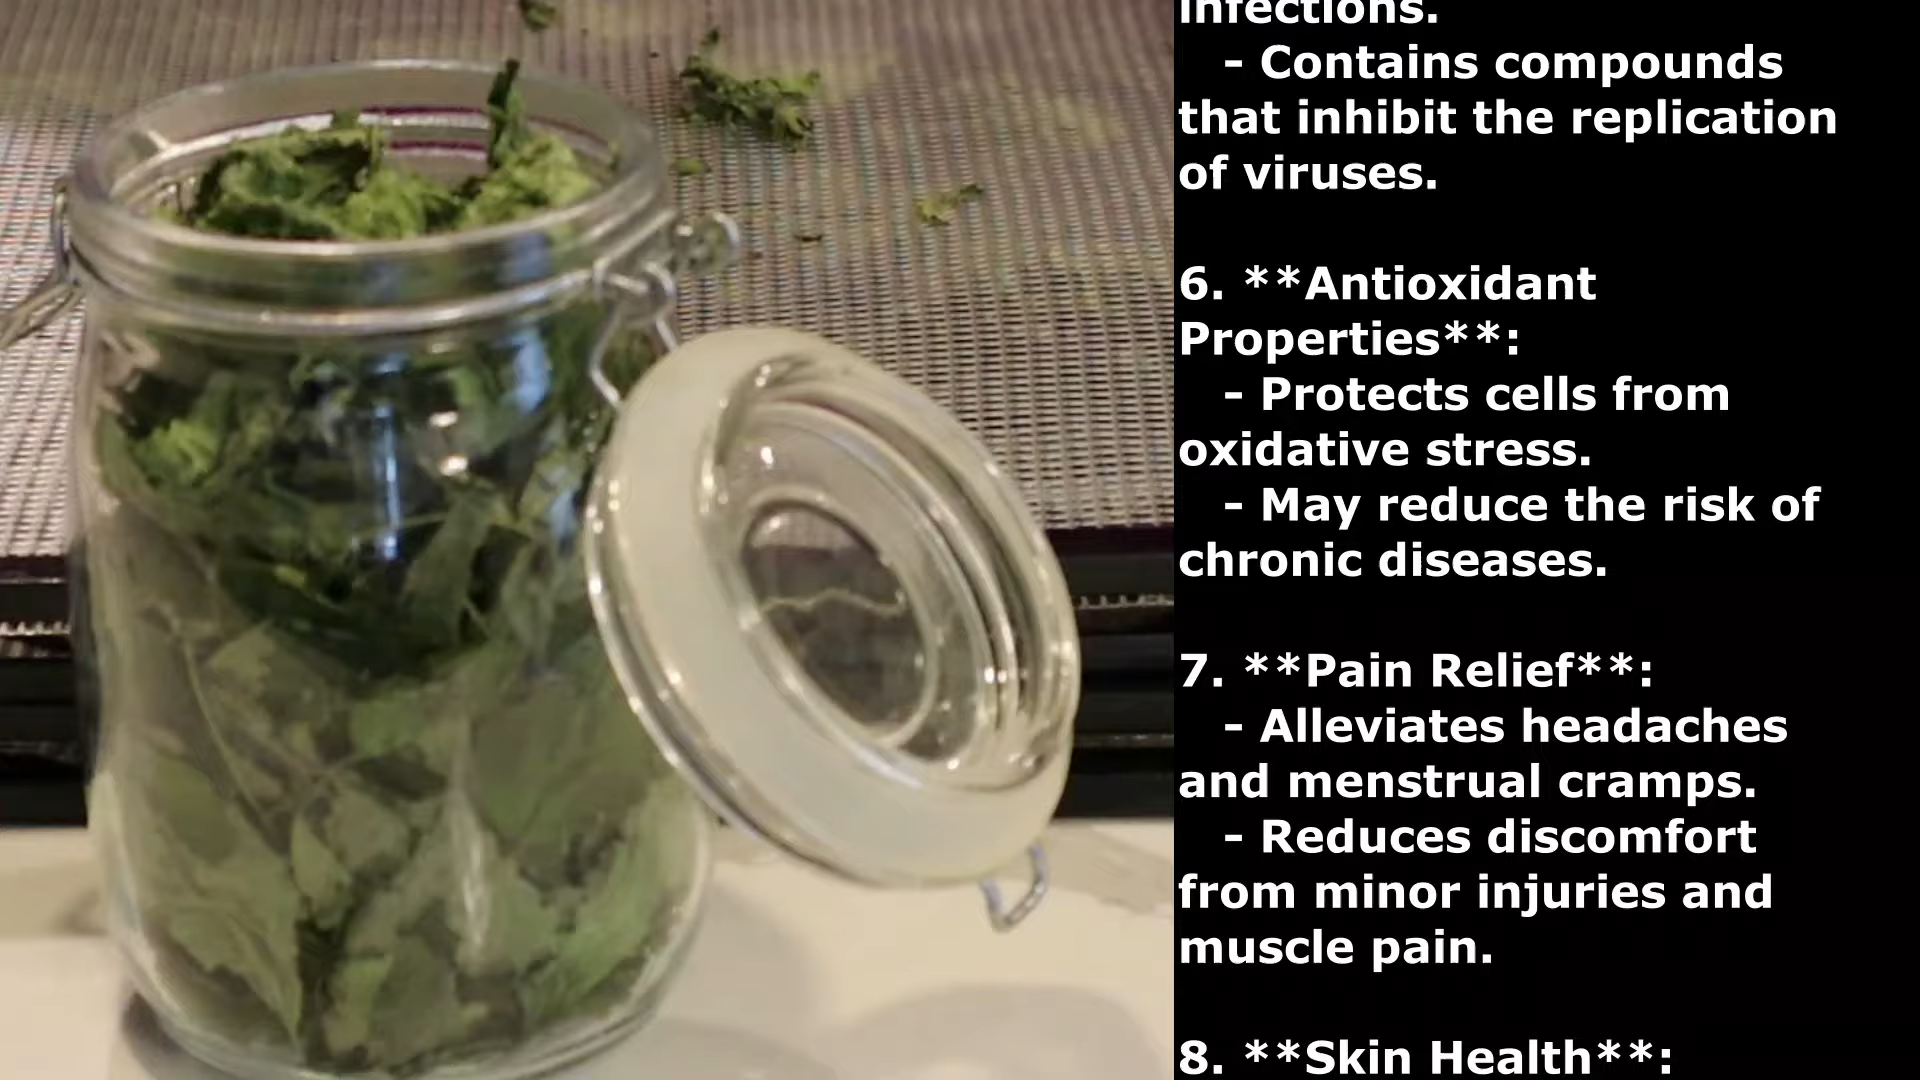 infections.
- Contains compounds
that inhibit the replication
of viruses.
6. **Antioxidant
Properties**:
- Protects cells from
oxidative stress.
- May reduce the risk of
chronic diseases.
7. **Pain Relief**:
- Alleviates headaches
and menstrual cramps.
- Reduces discomfort
from minor injuries and
muscle pain.
8. **Skin Health**: